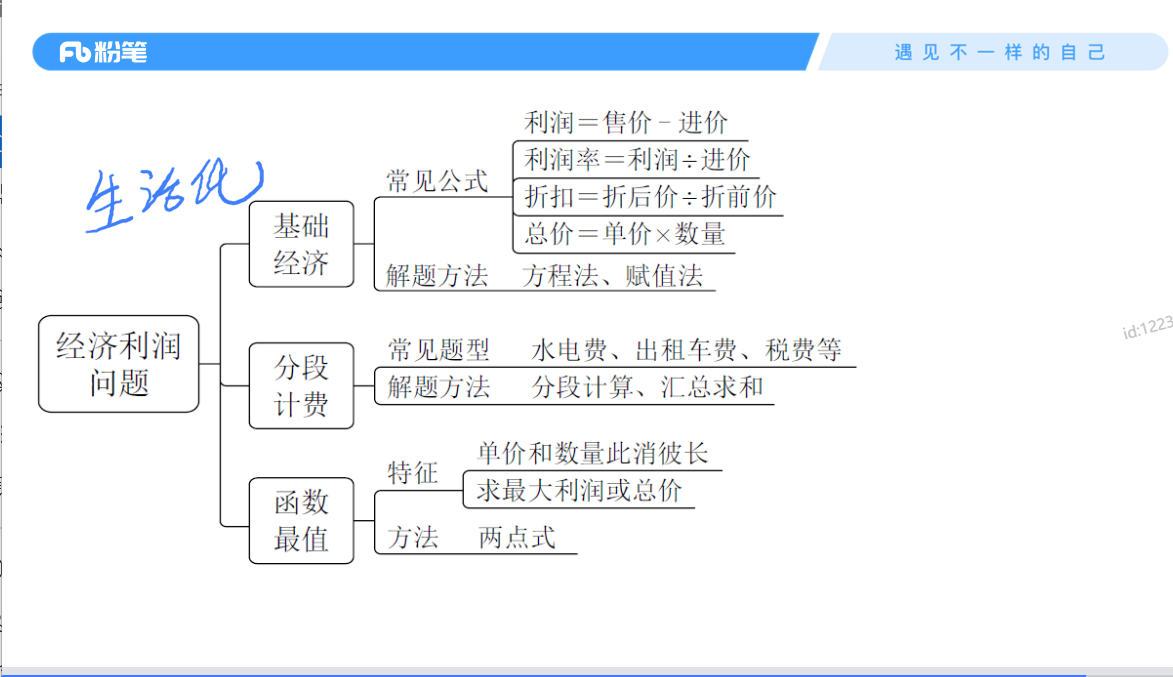 粉笔
遇见不一样的自己
生活化
经济利润
问题
基础
经济
常见公式
利润＝售价－进价
利润率＝利润÷进价
折扣＝折后价÷折前价
总价＝单价×数量
解题方法 方程法、赋值法
分段
计费
常见题型 水电费、出租车费、税费等
解题方法 分段计算、汇总求和
函数
最值
特征
单价和数量此消彼长
求最大利润或总价
方法 两点式
id:1223